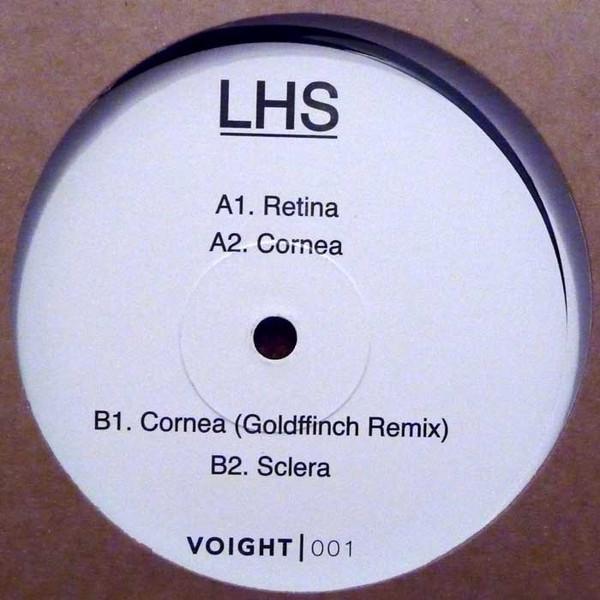 LHS
A1. Retina
A2. Cornea
B1. Cornea (Goldffinch Remix)
B2. Sclera
VOIGHT|001